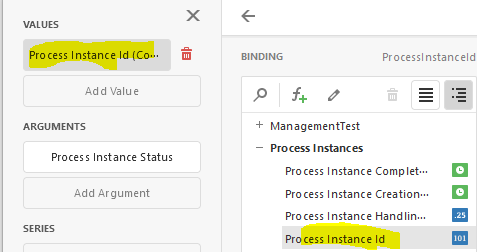 VALUES
Process Instance Id (Co...
Add Value
ARGUMENTS
Process Instance Status
Add Argument
SERIES
BINDING
ProcessInstanceId
ManagementTest
Process Instances
Process Instance Complet...
Process Instance Creation...
Process Instance Handlin...
.25
Process Instance Id
101